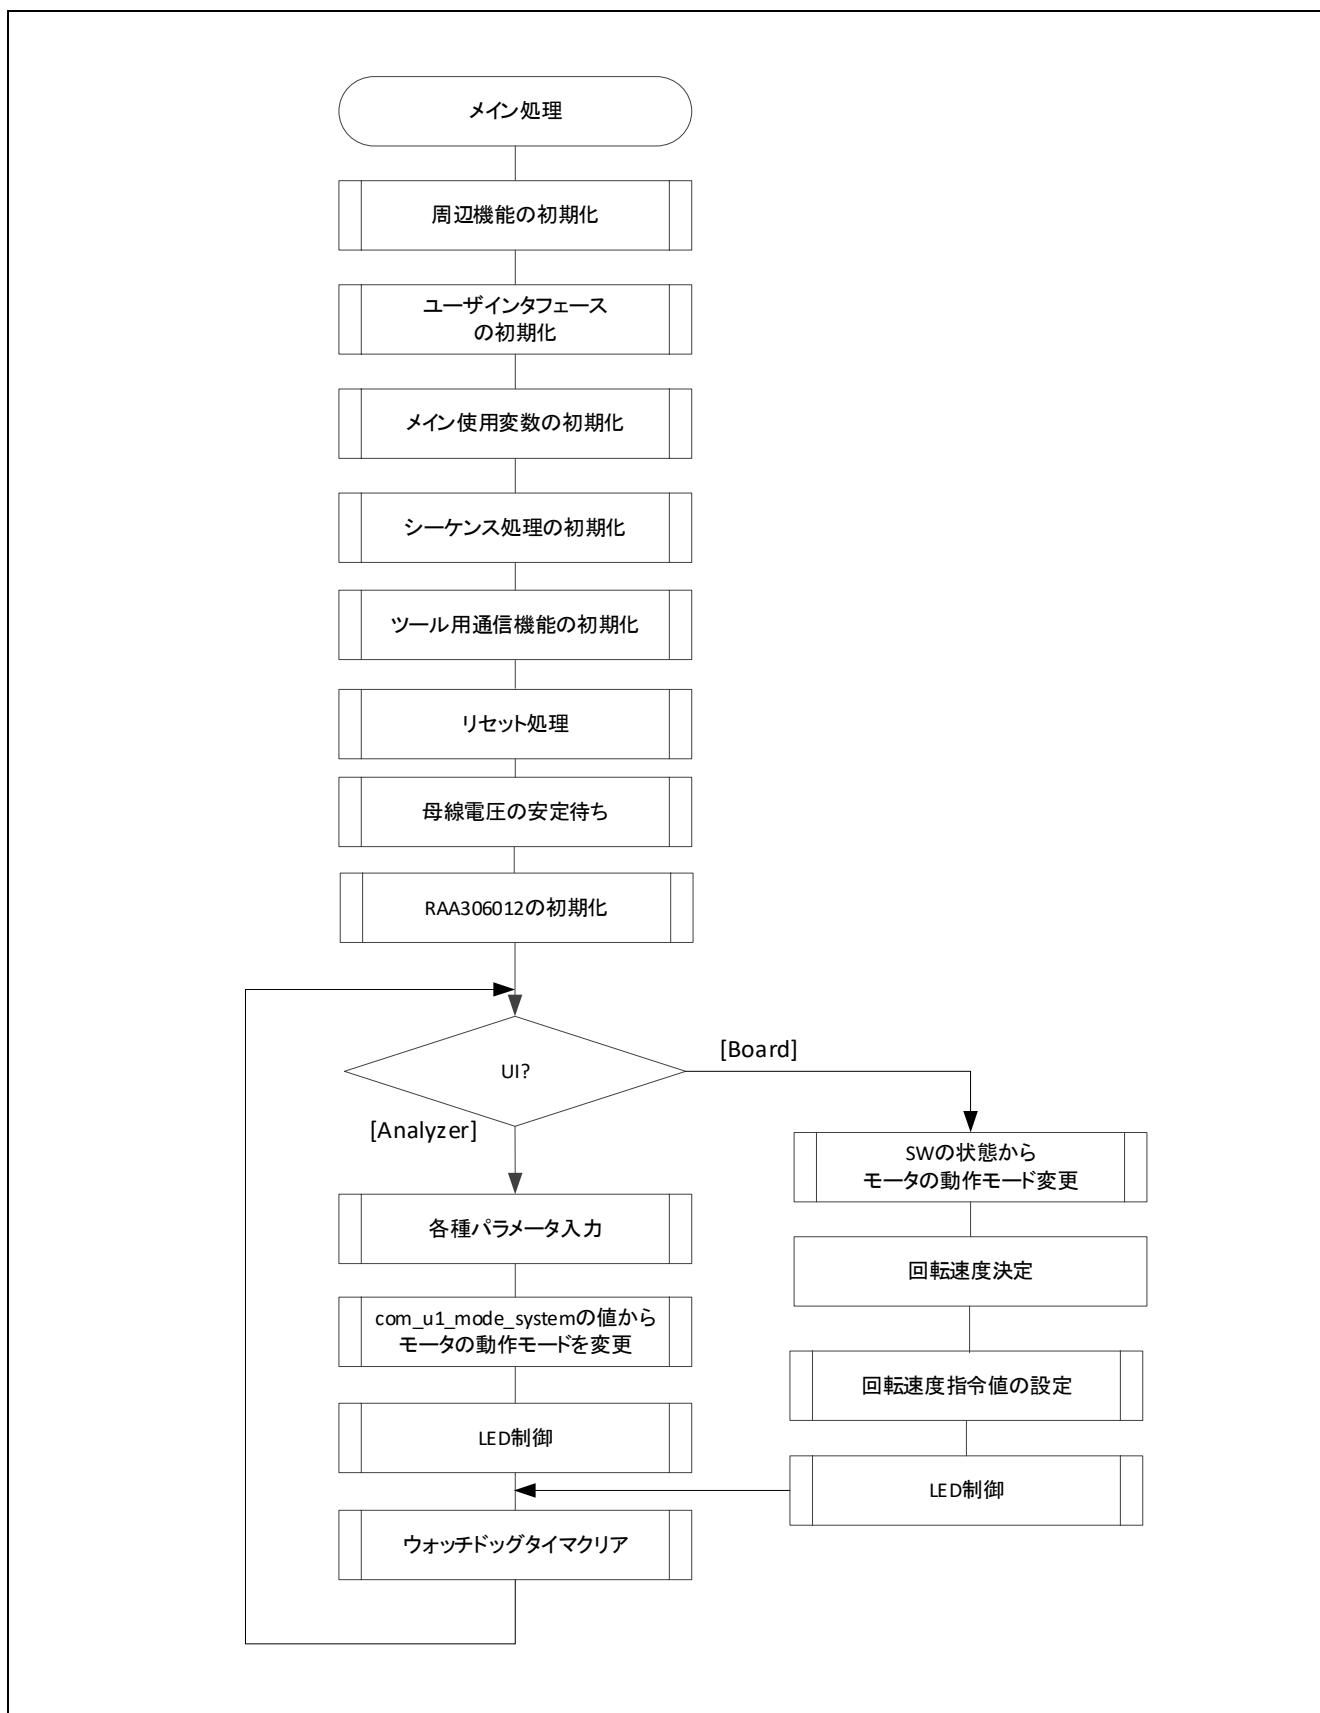 メイン処理
周辺機能の初期化
ユーザインタフェース
の初期化
メイン使用変数の初期化
シーケンス処理の初期化
ツール用通信機能の初期化
リセット処理
母線電圧の安定待ち
RAA306012の初期化
UI?
[Board]
[Analyzer]
SWの状態から
モータの動作モード変更
回転速度決定
回転速度指令値の設定
LED制御
各種パラメータ入力
com_u1_mode_systemの値から
モータの動作モードを変更
LED制御
ウォッチドッグタイマクリア